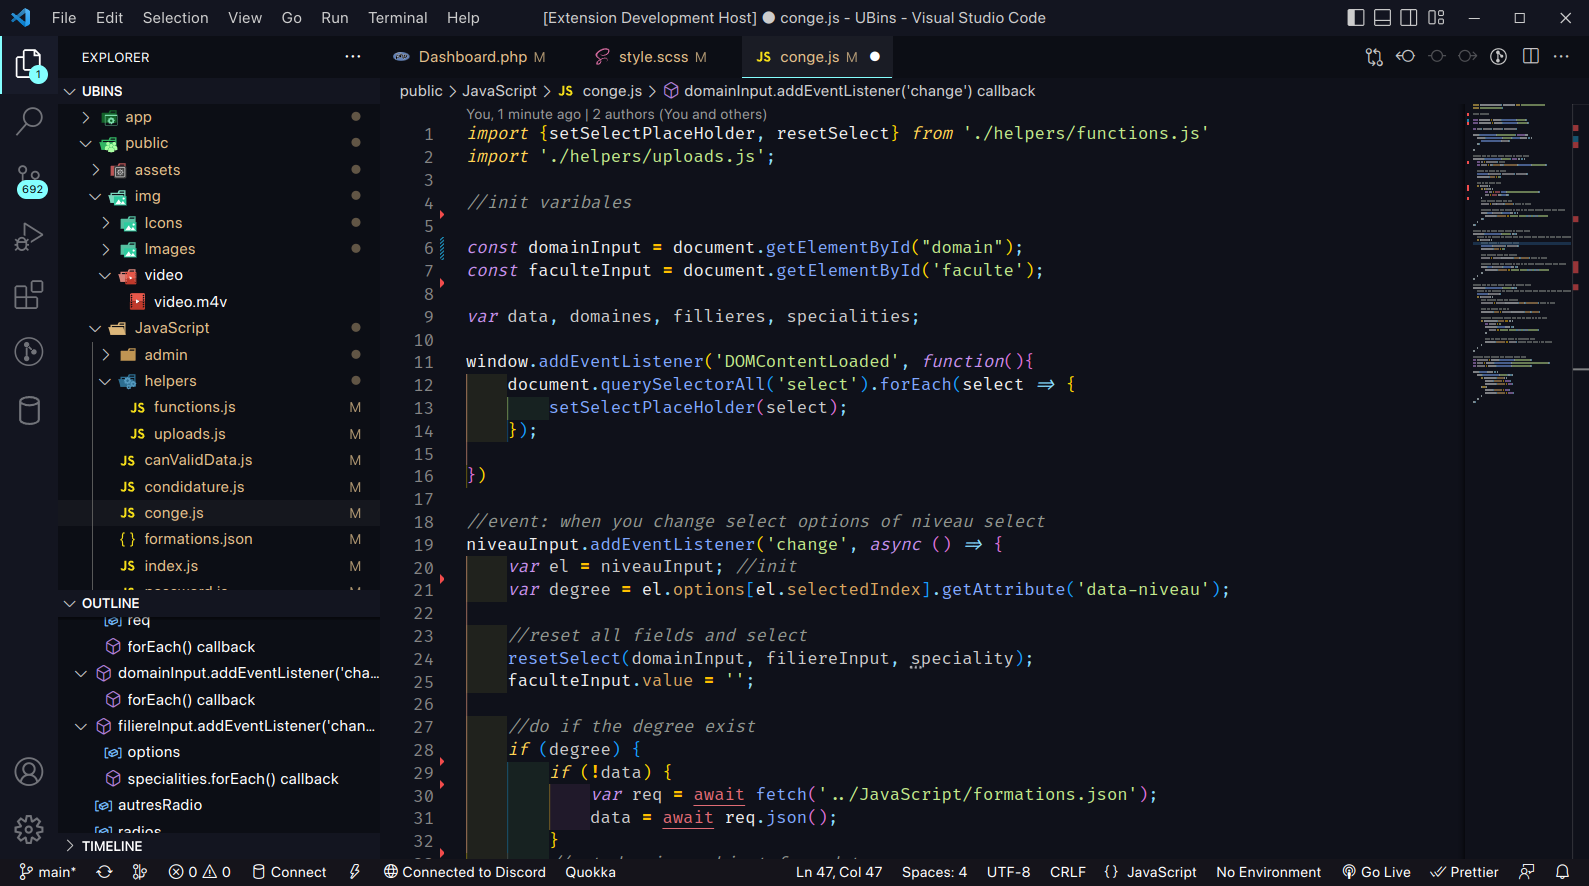 File Edit Selection View Go Run Terminal Help [Extension Development Host] ● conge.js - UBins - Visual Studio Code
EXPLORER
Dashboard.php M style.scss M JS conge.js M
1
692
UBINS
app
public
assets
img
Icons
Images
video
video.m4v
JavaScript
admin
helpers
JS functions.js M
JS uploads.js M
JS canValidData.js M
JS condidature.js M
JS conge.js M
{ } formations.json M
JS index.js M
OUTLINE
req
forEach() callback
domainInput.addEventListener('cha...
forEach() callback
filiereInput.addEventListener('chan...
options
specialities.forEach() callback
autresRadio
radios
TIMELINE
public > JavaScript > JS conge.js > domainInput.addEventListener('change') callback
You, 1 minute ago | 2 authors (You and others)
1 import {setSelectPlaceHolder, resetSelect} from './helpers/functions.js'
2 import './helpers/uploads.js';
3
4 //init varibales
5
6 const domainInput = document.getElementById("domain");
7 const faculteInput = document.getElementById('faculte');
8
9 var data, domaines, fillieres, specialities;
10
11 window.addEventListener('DOMContentLoaded', function(){
12 document.querySelectorAll('select').forEach(select => {
13 setSelectPlaceHolder(select);
14 });
15
16 })
17
18 //event: when you change select options of niveau select
19 niveauInput.addEventListener('change', async () => {
20 var el = niveauInput; //init
21 var degree = el.options[el.selectedIndex].getAttribute('data-niveau');
22
23 //reset all fields and select
24 resetSelect(domainInput, filiereInput, speciality);
25 faculteInput.value = '';
26
27 //do if the degree exist
28 if (degree) {
29 if (!data) {
30 var req = await fetch('../JavaScript/formations.json');
31 data = await req.json();
32 }
main* 0 0 Connect Connected to Discord Quokka Ln 47, Col 47 Spaces: 4 UTF-8 CRLF { } JavaScript No Environment Go Live Prettier